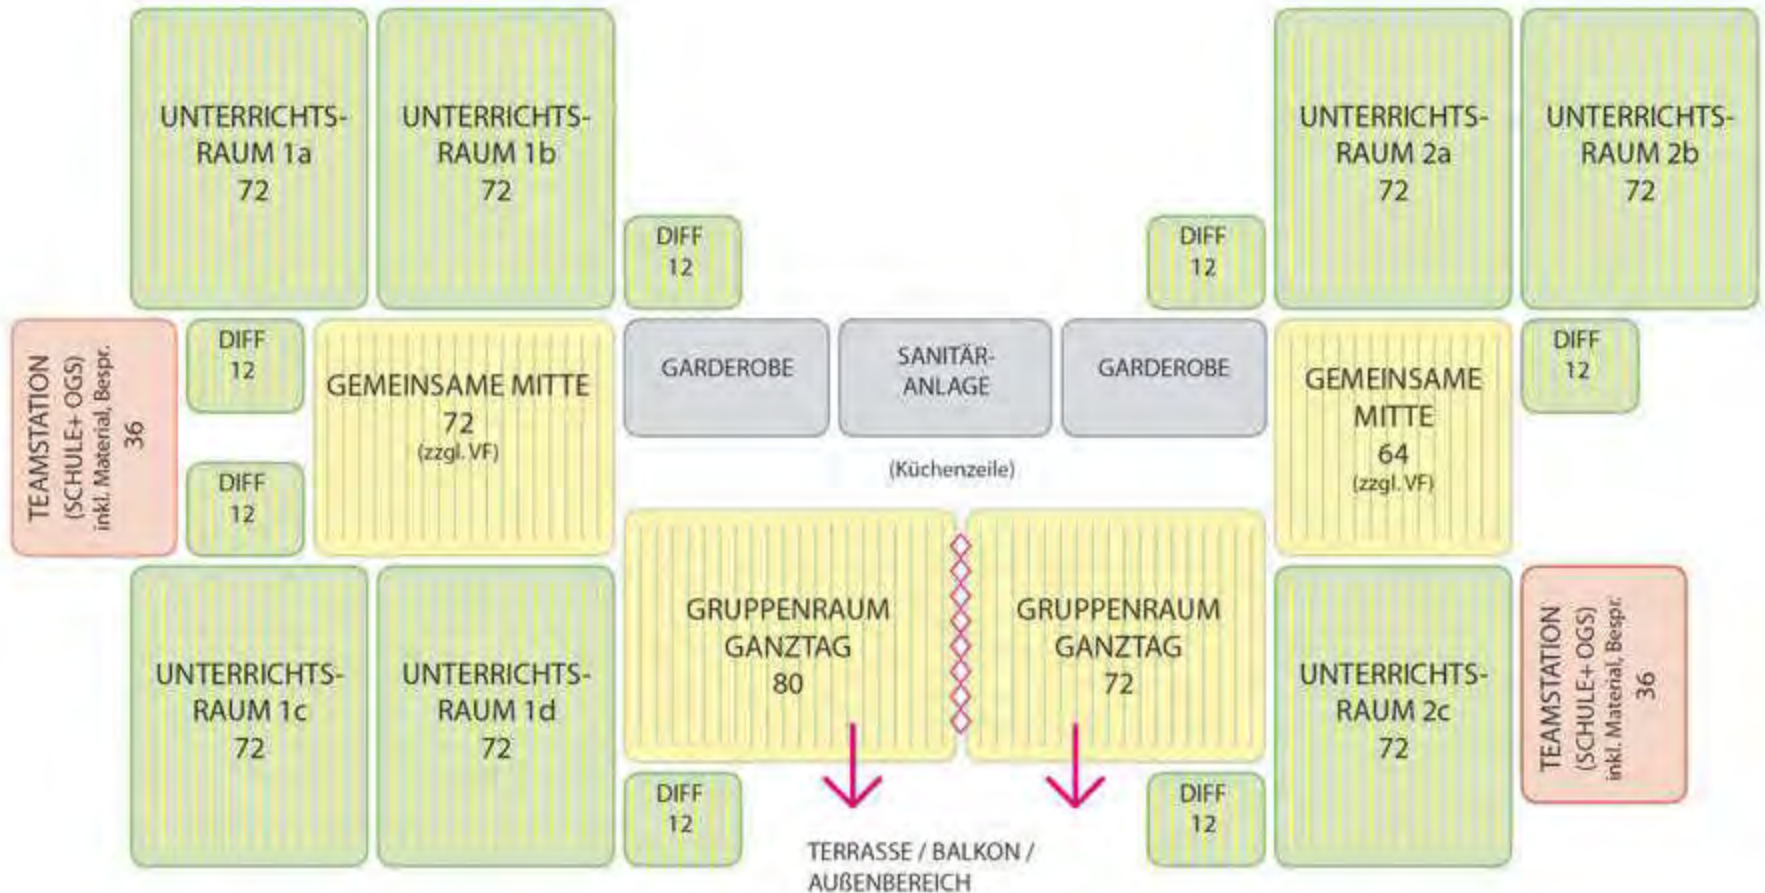 UNTERRICHTS-
RAUM 1a
72
UNTERRICHTS-
RAUM 1b
72
UNTERRICHTS-
RAUM 2a
72
UNTERRICHTS-
RAUM 2b
72
DIFF
12
DIFF
12
TEAMSTATION
(SCHULE+ OGS)
inkl. Material, Bespr.
36
DIFF
12
DIFF
12
GEMEINSAME MITTE
72
(zzgl. VF)
GARDEROBE
SANITÄR-
ANLAGE
GARDEROBE
GEMEINSAME
MITTE
64
(zzgl. VF)
DIFF
12
(Küchenzeile)
UNTERRICHTS-
RAUM 1c
72
UNTERRICHTS-
RAUM 1d
72
GRUPPENRAUM
GANZTAG
80
GRUPPENRAUM
GANZTAG
72
UNTERRICHTS-
RAUM 2c
72
TEAMSTATION
(SCHULE+ OGS)
inkl. Material, Bespr.
36
DIFF
12
DIFF
12
TERRASSE / BALKON /
AUßENBEREICH